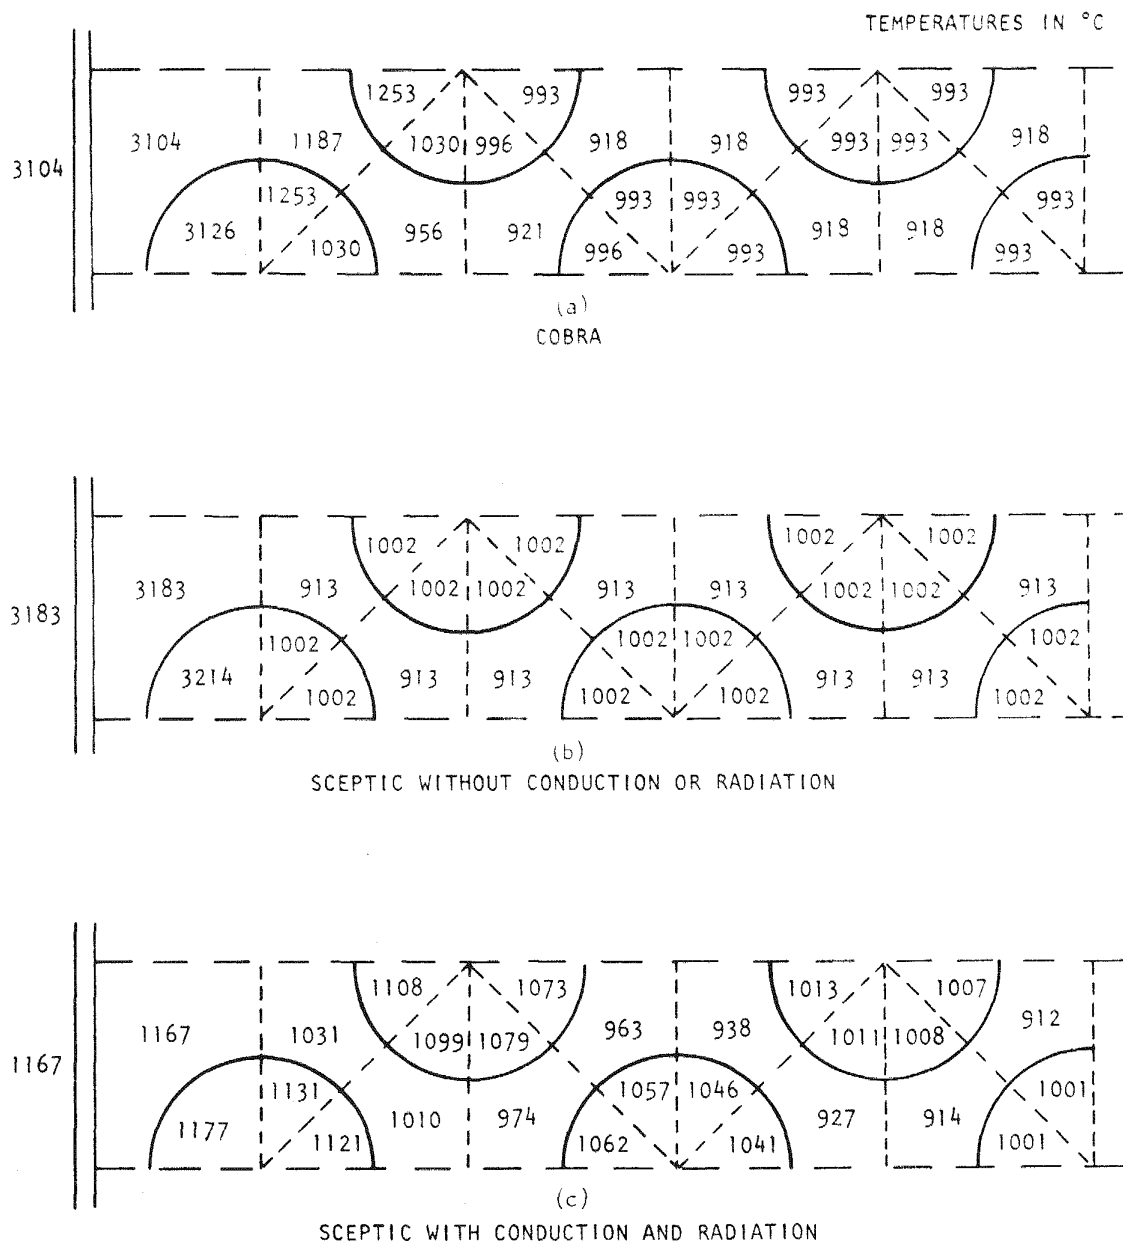 TEMPERATURES IN °C
1253 993 993 993
3104 1187 1030 996 918 918 993 993 918
3104
1253 993 993 993
3126 1030 956 921 996 993 918 918 993
(a)
COBRA
1002 1002 1002 1002
3183 913 1002 1002 913 913 1002 1002 913
3183
1002 1002 1002 1002
3214 1002 913 913 1002 1002 913 913 1002
(b)
SCEPTIC WITHOUT CONDUCTION OR RADIATION
1108 1073 1013 1007
1167 1031 1099 1079 963 938 1011 1008 912
1167
1131 1057 1046 1001
1177 1121 1010 974 1062 1041 927 914 1001
(c)
SCEPTIC WITH CONDUCTION AND RADIATION